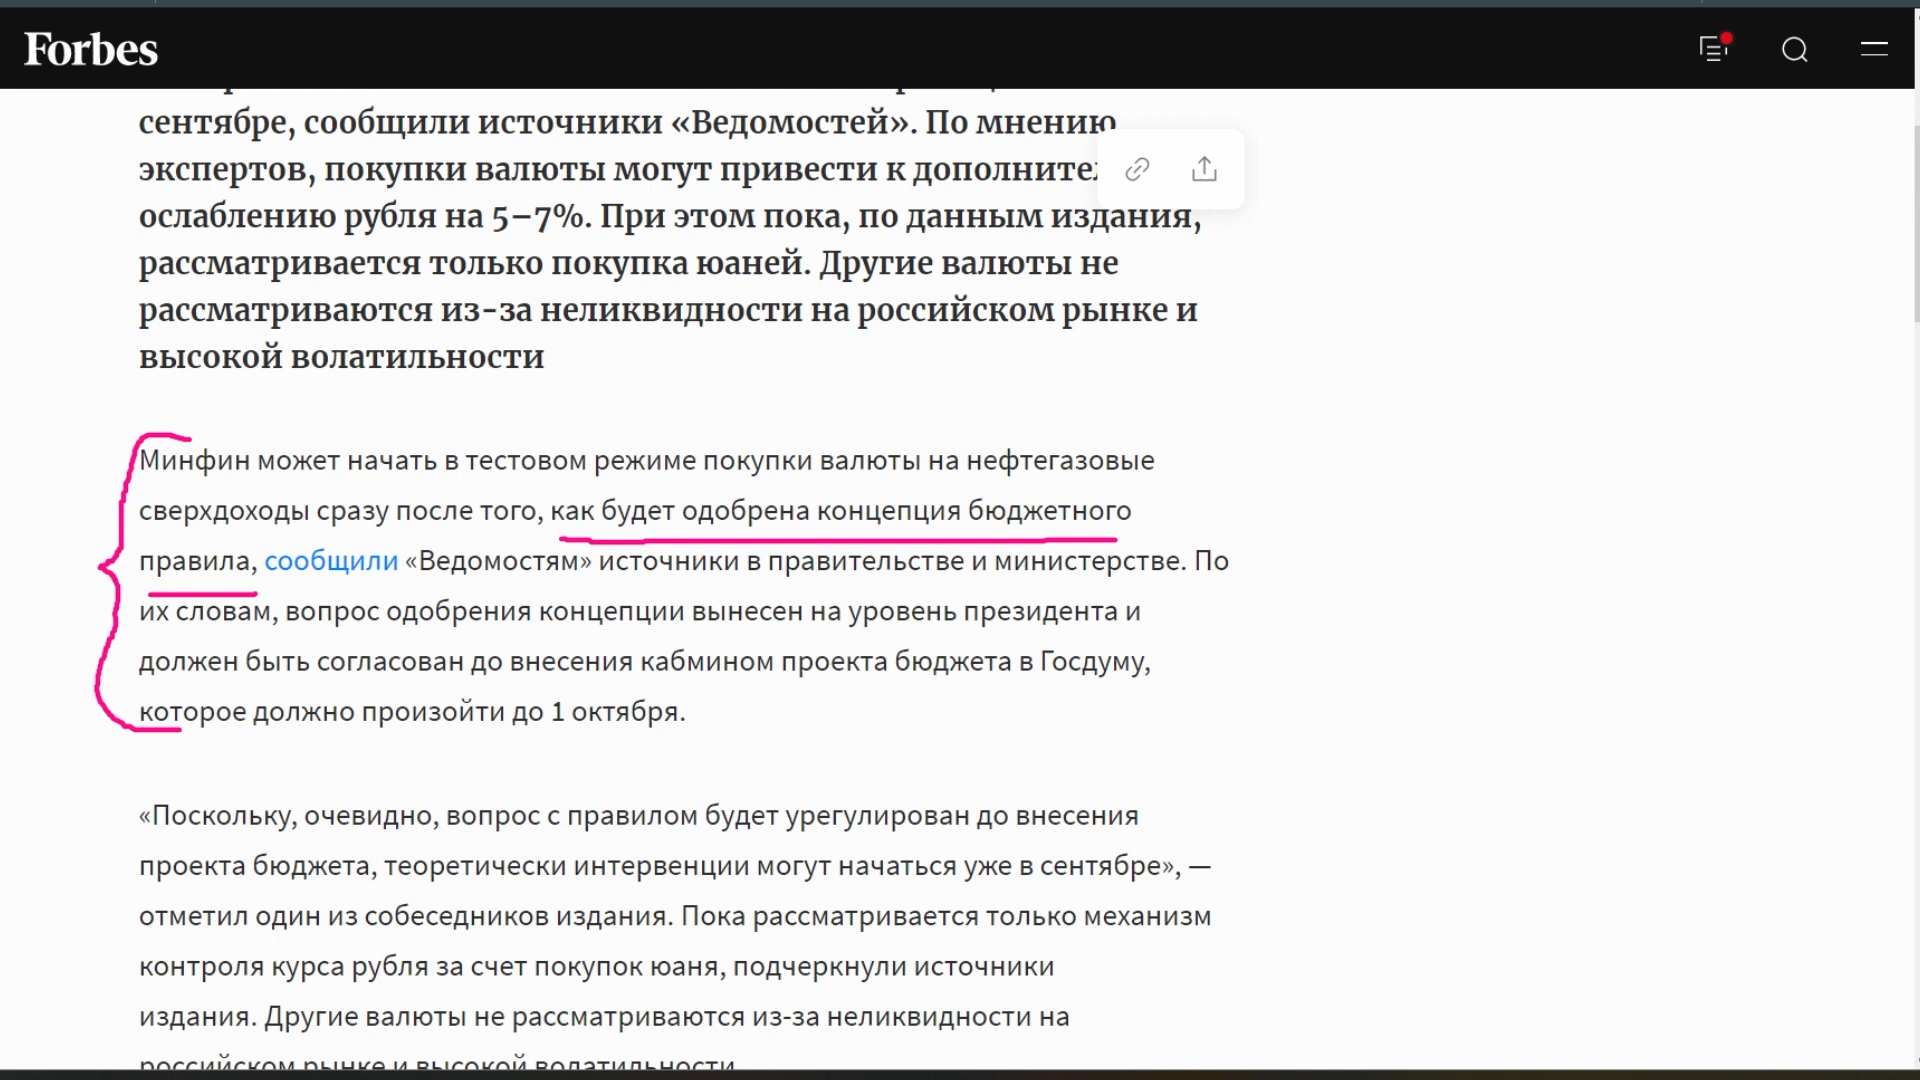 Forbes
сентябре, сообщили источники «Ведомостей». По мнению
экспертов, покупки валюты могут привести к
ослаблению рубля на 5–7%. При этом пока, по данным издания,
рассматривается только покупка юаней. Другие валюты не
рассматриваются из-за неликвидности на российском рынке и
высокой волатильности
Минфин может начать в тестовом режиме покупки валюты на нефтегазовые
сверхдоходы сразу после того, как будет одобрена концепция бюджетного
правила, сообщили «Ведомостям» источники в правительстве и министерстве. По
их словам, вопрос одобрения концепции вынесен на уровень президента и
должен быть согласован до внесения кабмином проекта бюджета в Госдуму,
которое должно произойти до 1 октября.
«Поскольку, очевидно, вопрос с правилом будет урегулирован до внесения
проекта бюджета, теоретически интервенции могут начаться уже в сентябре», —
отметил один из собеседников издания. Пока рассматривается только механизм
контроля курса рубля за счет покупок юаня, подчеркнули источники
издания. Другие валюты не рассматриваются из-за неликвидности на
российском рынке и высокой волатильности